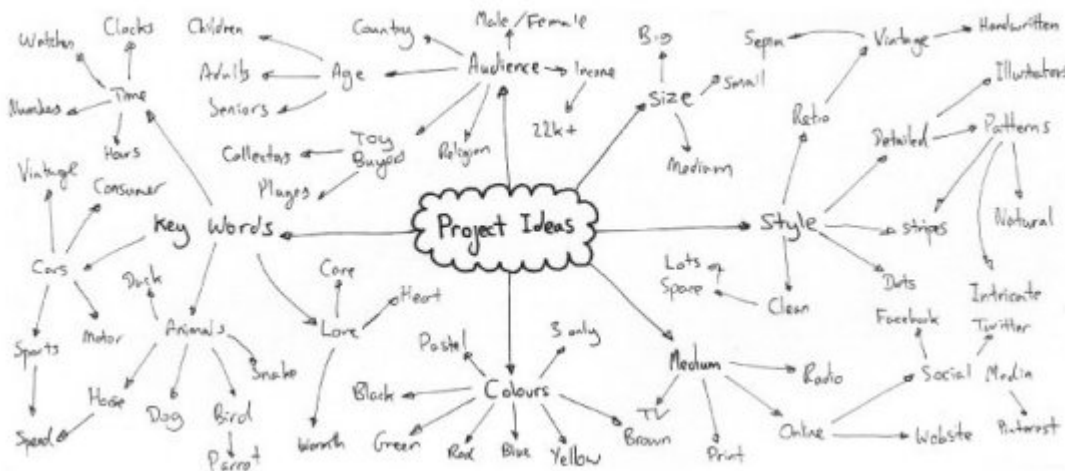 Project Ideas
Key Words
Time
Clocks
Watches
Numbers
Hours
Cars
Vintage
Consumer
Motor
Sports
Speed
Animals
Duck
Horse
Dog
Bird
Parrot
Snake
Love
Care
Heart
Warmth
Audience
Male/Female
Country
Income
22k+
Religion
Age
Children
Adults
Seniors
Toy
Buyers
Collectors
Players
Size
Big
Small
Medium
Style
Retro
Vintage
Sepia
Handwritten
Detailed
Illustrators
Patterns
Stripes
Natural
Intricate
Dots
Clean
Lots of
Space
Medium
Radio
TV
Print
Online
Website
Social Media
Facebook
Twitter
Pinterest
Colours
3 only
Pastel
Black
Green
Red
Blue
Yellow
Brown